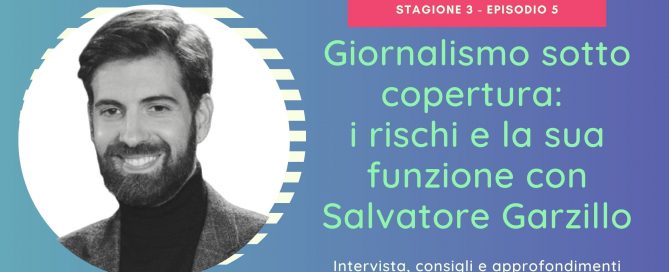 STAGIONE 3 - EPISODIO 5
Giornalismo sotto
copertura:
i rischi e la sua
funzione con
Salvatore Garzillo
Intervista, consigli e approfondimenti